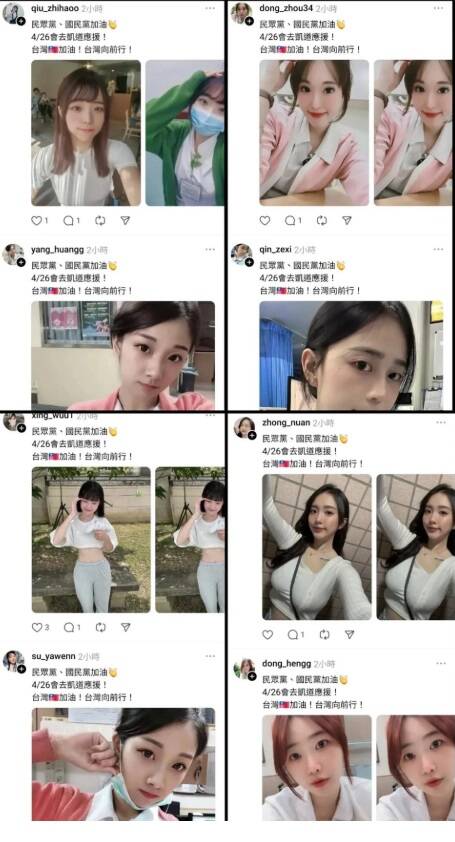 qiu_zhihaoo 2小時
民眾黨、國民黨加油👏
4/26會去凱道應援！
台灣🇹🇼加油！台灣向前行！
1 1
dong_zhou34 2小時
民眾黨、國民黨加油👏
4/26會去凱道應援！
台灣🇹🇼加油！台灣向前行！
1
yang_huangg 2小時
民眾黨、國民黨加油👏
4/26會去凱道應援！
台灣🇹🇼加油！台灣向前行！
qin_zexi 2小時
民眾黨、國民黨加油👏
4/26會去凱道應援！
台灣🇹🇼加油！台灣向前行！
xing_wuu1 2小時
民眾黨、國民黨加油👏
4/26會去凱道應援！
台灣🇹🇼加油！台灣向前行！
3 1
zhong_nuan 2小時
民眾黨、國民黨加油👏
4/26會去凱道應援！
台灣🇹🇼加油！台灣向前行！
1
su_yawenn 2小時
民眾黨、國民黨加油👏
4/26會去凱道應援！
台灣🇹🇼加油！台灣向前行！
dong_hengg 2小時
民眾黨、國民黨加油👏
4/26會去凱道應援！
台灣🇹🇼加油！台灣向前行！